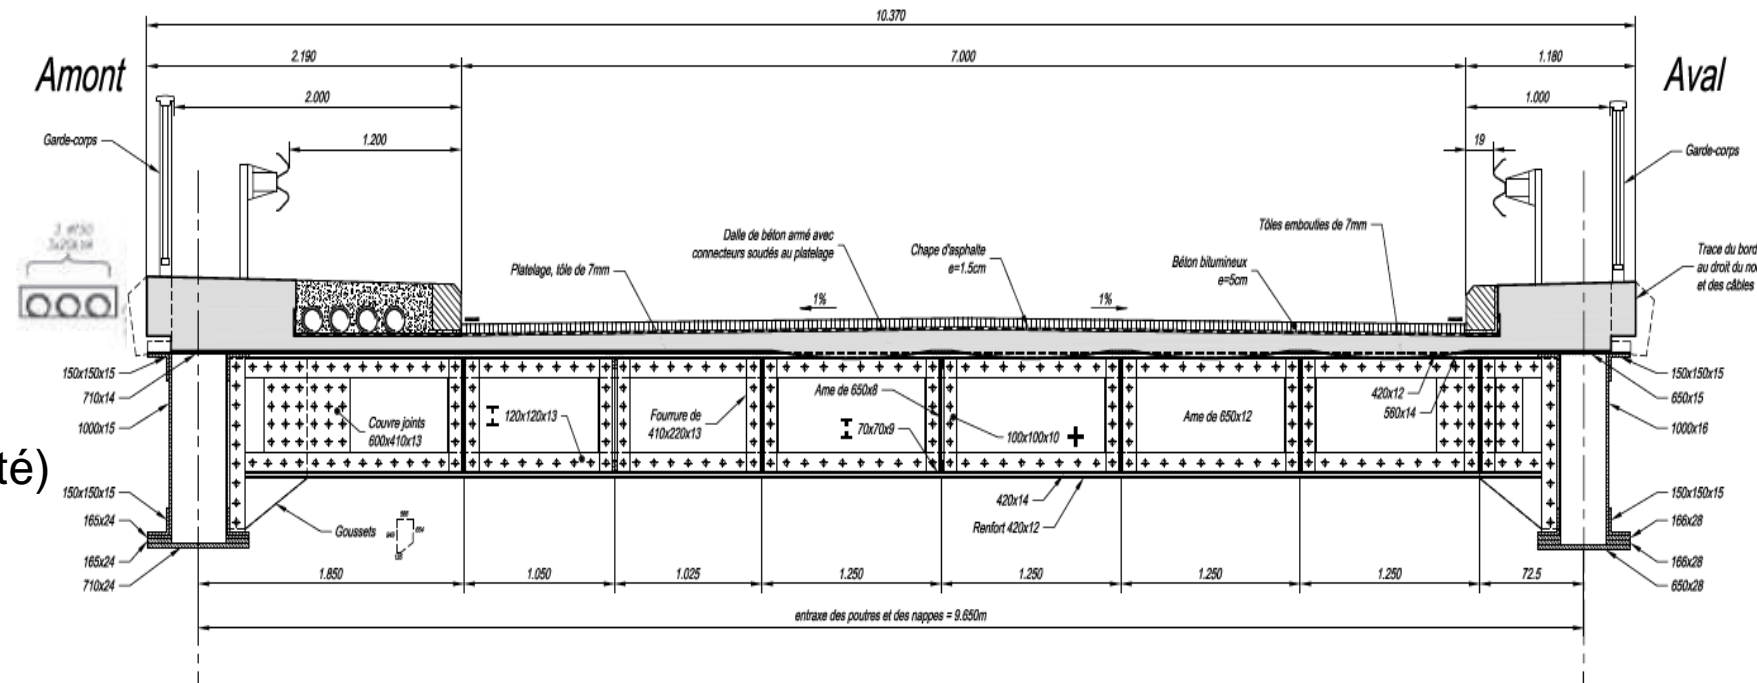 10.370
2.190
7.000
1.180
Amont
Aval
2.000
1.000
Garde-corps
1.200
19
Garde-corps
Dalle de béton armé avec
connecteurs soudés au platelage
Chape d'asphalte
e=1.5cm
Tôles embouties de 7mm
Platelage, tôle de 7mm
Béton bitumineux
e=5cm
Trace du bord
au droit du
et des câbles
1%
1%
150x150x15
710x14
1000x15
Couvre joints
600x410x13
120x120x13
Fourrure de
410x220x13
Ame de 650x8
70x70x9
100x100x10
Ame de 650x12
420x12
560x14
150x150x15
650x15
1000x16
té)
150x150x15
165x24
165x24
710x24
Goussets
420x14
Renfort 420x12
150x150x15
166x28
166x28
650x28
1.850
1.050
1.025
1.250
1.250
1.250
1.250
72.5
entraxe des poutres et des nappes = 9.650m